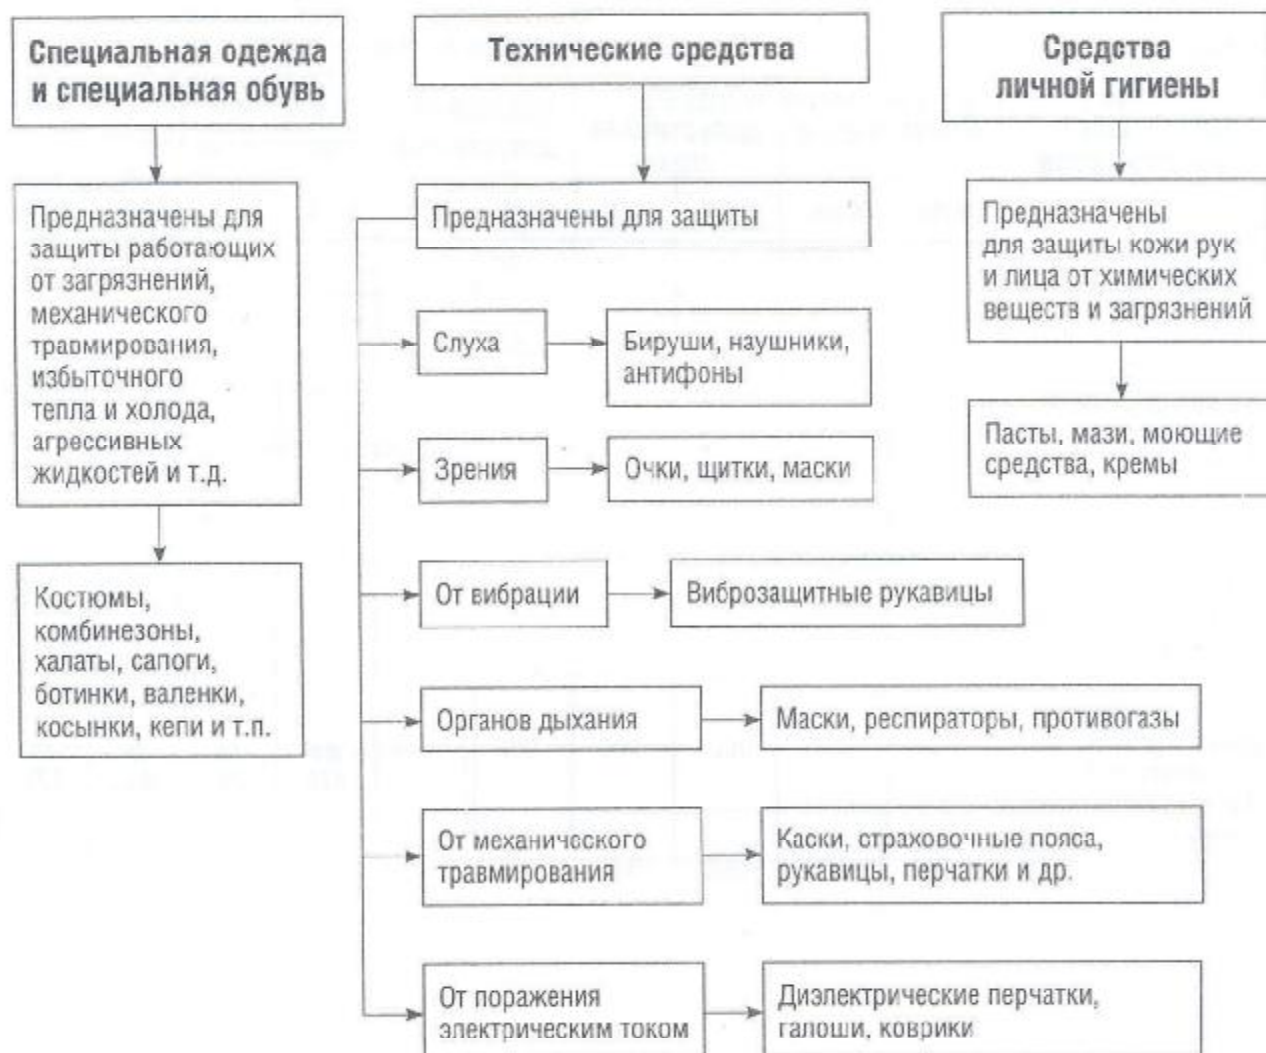 Специальная одежда
и специальная обувь
Предназначены для
защиты работающих
от загрязнений,
механического
травмирования,
избыточного
тепла и холода,
агрессивных
жидкостей и т.д.
Костюмы,
комбинезоны,
халаты, сапоги,
ботинки, валенки,
косынки, кепи и т.п.
Технические средства
Предназначены для защиты
Слуха
Бируши, наушники,
антифоны
Зрения
Очки, щитки, маски
От вибрации
Виброзащитные рукавицы
Органов дыхания
Маски, респираторы, противогазы
От механического
травмирования
Каски, страховочные пояса,
рукавицы, перчатки и др.
От поражения
электрическим током
Диэлектрические перчатки,
галоши, коврики
Средства
личной гигиены
Предназначены
для защиты кожи рук
и лица от химических
веществ и загрязнений
Пасты, мази, моющие
средства, кремы